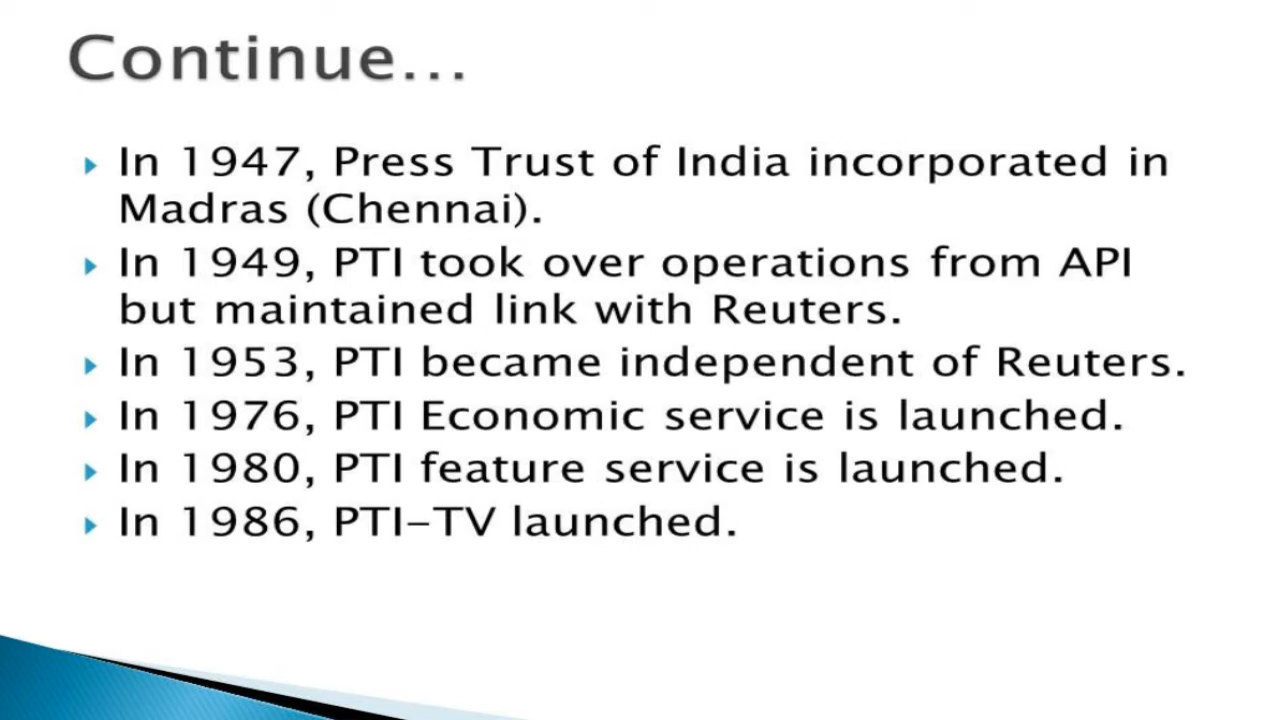 Continue...
In 1947, Press Trust of India incorporated in
Madras (Chennai).
In 1949, PTI took over operations from API
but maintained link with Reuters.
In 1953, PTI became independent of Reuters.
In 1976, PTI Economic service is launched.
In 1980, PTI feature service is launched.
In 1986, PTI-TV launched.